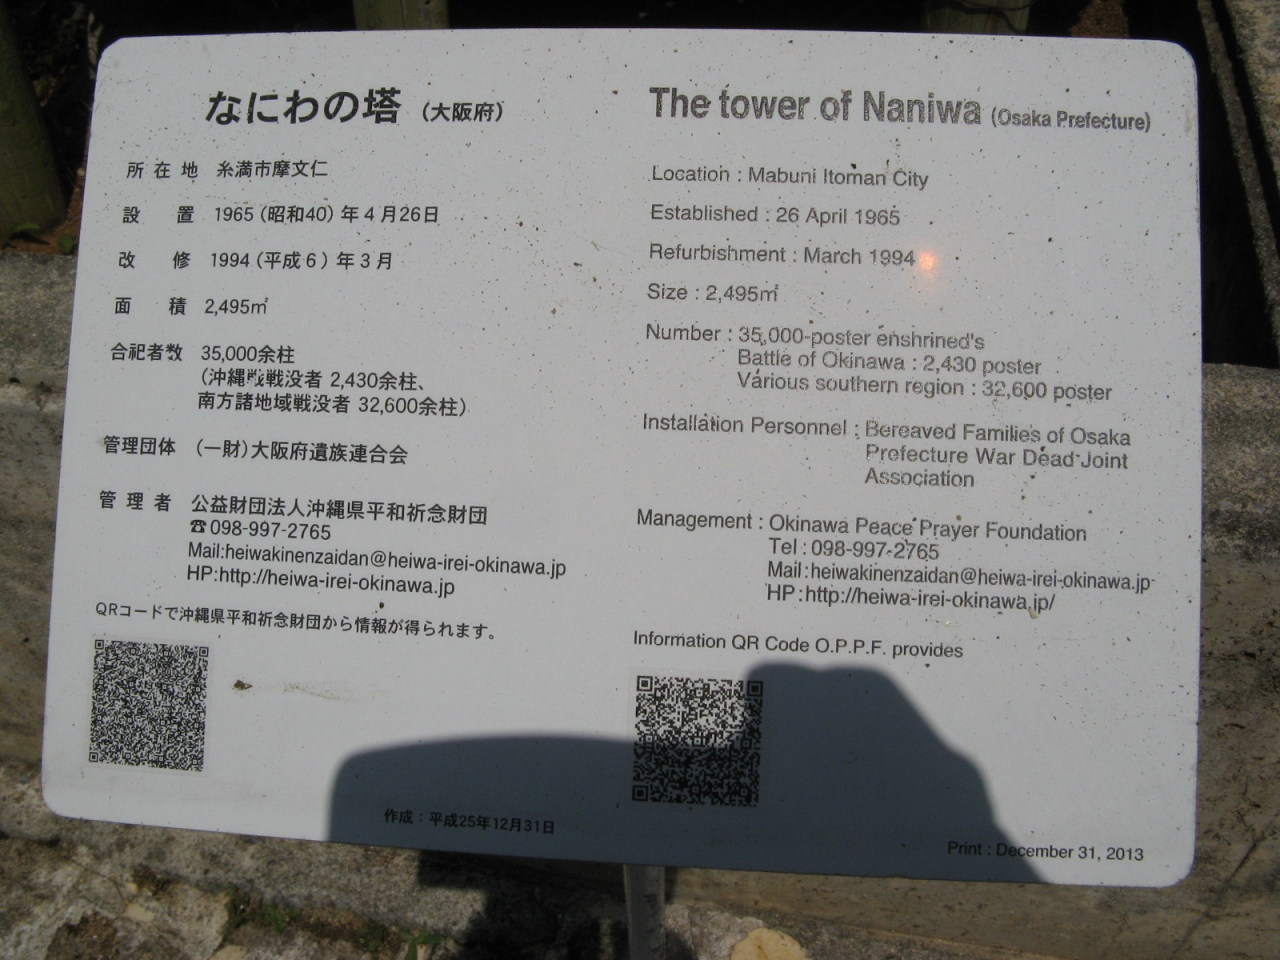 なにわの塔 (大阪府)
所在地 糸満市摩文仁
設置 1965 (昭和40) 年4月26日
改修 1994 (平成6) 年3月
面積 2,495㎡
合祀者数 35,000余柱
(沖縄戦戦没者 2,430余柱、
南方諸地域戦没者 32,600余柱)
管理団体 (一財)大阪府遺族連合会
管理者 公益財団法人沖縄県平和祈念財団
☎098-997-2765
Mail:heiwakinenzaidan@heiwa-irei-okinawa.jp
HP:http://heiwa-irei-okinawa.jp
QRコードで沖縄県平和祈念財団から情報が得られます。
作成:平成25年12月31日
The tower of Naniwa (Osaka Prefecture)
Location : Mabuni Itoman City
Established : 26 April 1965
Refurbishment : March 1994
Size : 2,495㎡
Number : 35,000-poster enshrined's
Battle of Okinawa : 2,430 poster
Various southern region : 32,600 poster
Installation Personnel : Bereaved Families of Osaka
Prefecture War Dead Joint
Association
Management : Okinawa Peace Prayer Foundation
Tel : 098-997-2765
Mail : heiwakinenzaidan@heiwa-irei-okinawa.jp
HP : http://heiwa-irei-okinawa.jp/
Information QR Code O.P.P.F. provides
Print : December 31, 2013